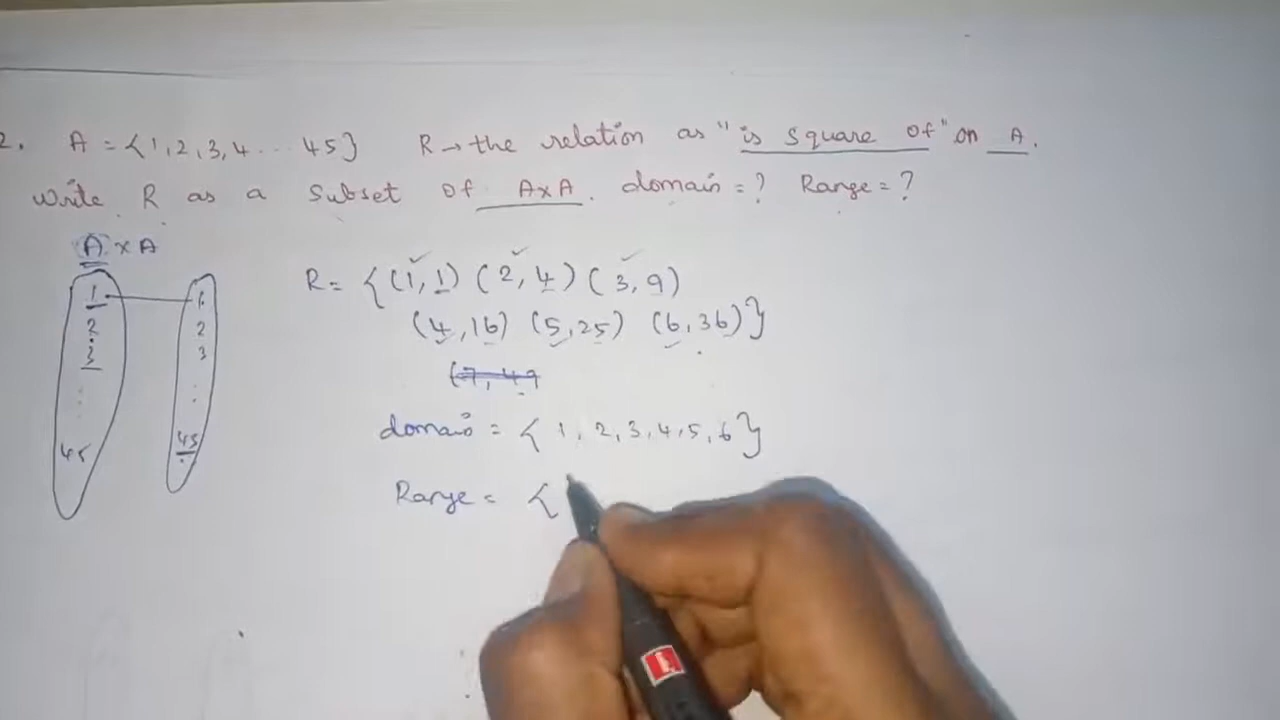 2. A = {1,2,3,4 ... 45} R → the relation as "is square of" on A.
Write R as a subset of A×A. domain = ? Range = ?
A × A
1 1
2 2
3 3
. .
. .
45 45
R = {(1,1) (2,4) (3,9)
(4,16) (5,25) (6,36)}
(7,49
domain = { 1, 2, 3, 4, 5, 6 }
Range = {